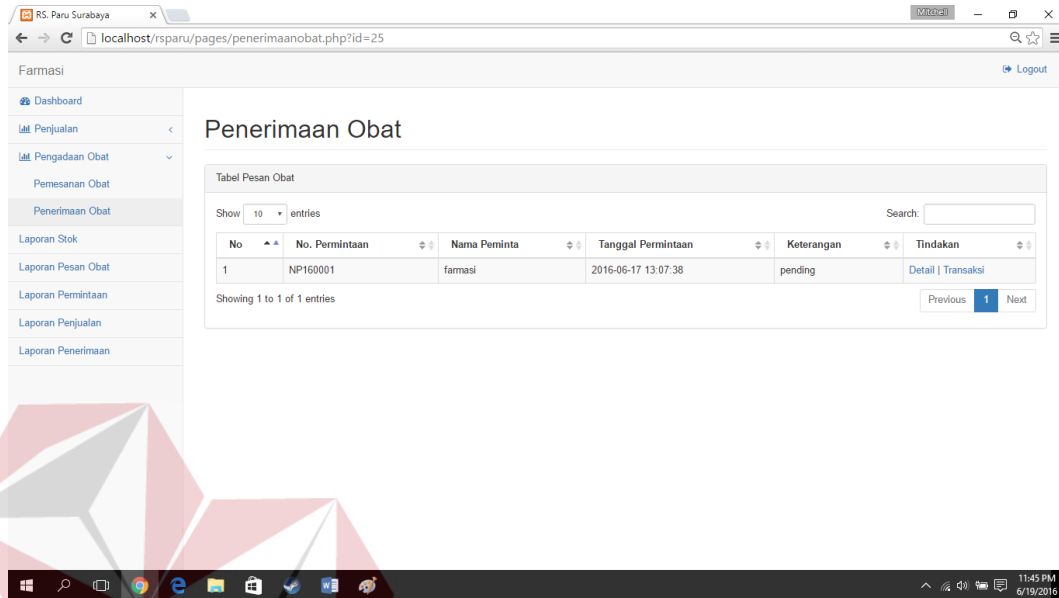 RS. Paru Surabaya
Mitchell
localhost/rsparu/pages/penerimaanobat.php?id=25
Farmasi
Logout
Dashboard
Penjualan
Pengadaan Obat
Pemesanan Obat
Penerimaan Obat
Laporan Stok
Laporan Pesan Obat
Laporan Permintaan
Laporan Penjualan
Laporan Penerimaan
Penerimaan Obat
Tabel Pesan Obat
Show 10 entries
Search:
No No. Permintaan Nama Peminta Tanggal Permintaan Keterangan Tindakan
1 NP160001 farmasi 2016-06-17 13:07:38 pending Detail | Transaksi
Showing 1 to 1 of 1 entries
Previous 1 Next
11:45 PM
6/19/2016